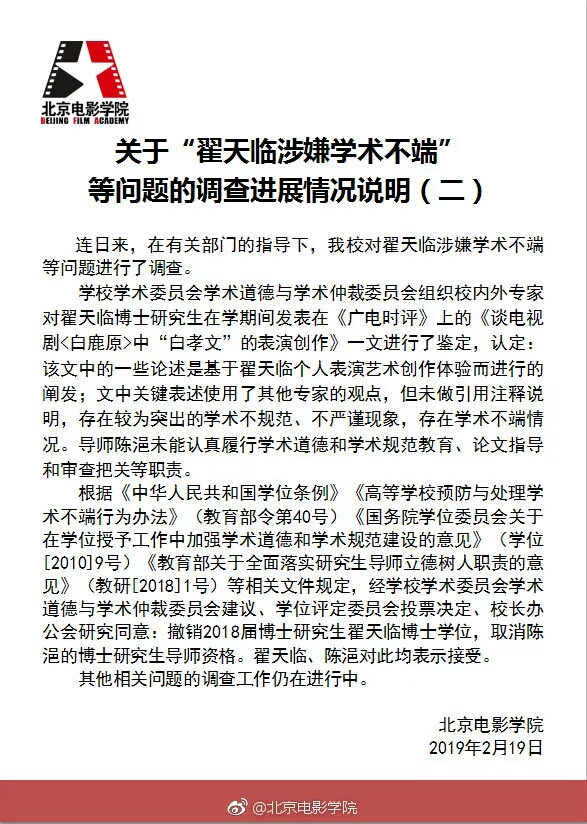 北京电影学院
BEIJING FILM ACADEMY
关于“翟天临涉嫌学术不端”
等问题的调查进展情况说明（二）
连日来，在有关部门的指导下，我校对翟天临涉嫌学术不端
等问题进行了调查。
学校学术委员会学术道德与学术仲裁委员会组织校内外专家
对翟天临博士研究生在学期间发表在《广电时评》上的《谈电视
剧<白鹿原>中“白孝文”的表演创作》一文进行了鉴定，认定：
该文中的一些论述是基于翟天临个人表演艺术创作体验而进行的
阐发；文中关键表述使用了其他专家的观点，但未做引用注释说
明，存在较为突出的学术不规范、不严谨现象，存在学术不端情
况。导师陈浥未能认真履行学术道德和学术规范教育、论文指导
和审查把关等职责。
根据《中华人民共和国学位条例》《高等学校预防与处理学
术不端行为办法》（教育部令第40号）《国务院学位委员会关于
在学位授予工作中加强学术道德和学术规范建设的意见》（学位
[2010]9号）《教育部关于全面落实研究生导师立德树人职责的意
见》（教研[2018]1号）等相关文件规定，经学校学术委员会学术
道德与学术仲裁委员会建议、学位评定委员会投票决定、校长办
公会研究同意：撤销2018届博士研究生翟天临博士学位，取消陈
浥的博士研究生导师资格。翟天临、陈浥对此均表示接受。
其他相关问题的调查工作仍在进行中。
北京电影学院
2019年2月19日
@北京电影学院